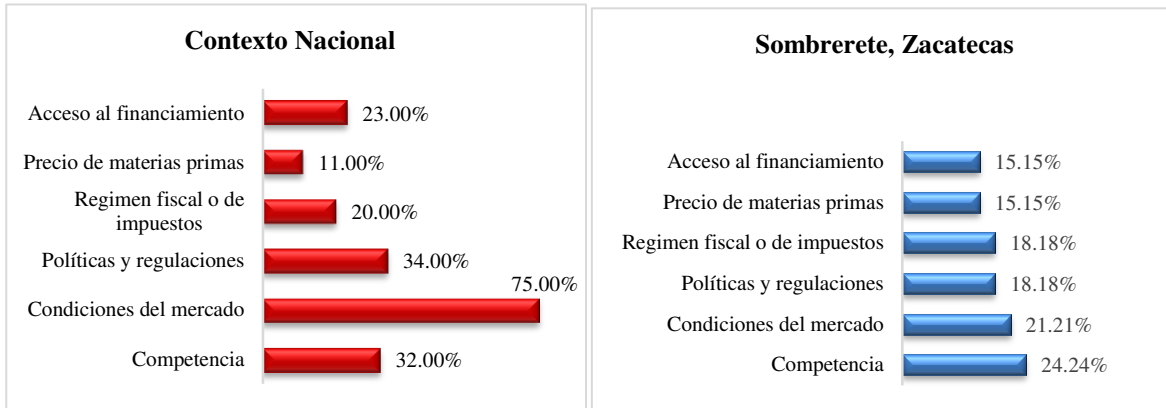 Contexto Nacional
Acceso al financiamiento
23.00%
Precio de materias primas
11.00%
Regimen fiscal o de
impuestos
20.00%
Políticas y regulaciones
34.00%
75.00%
Condiciones del mercado
Competencia
32.00%
Sombrerete, Zacatecas
Acceso al financiamiento
15.15%
Precio de materias primas
15.15%
Regimen fiscal o de impuestos
18.18%
Políticas y regulaciones
18.18%
Condiciones del mercado
21.21%
Competencia
24.24%